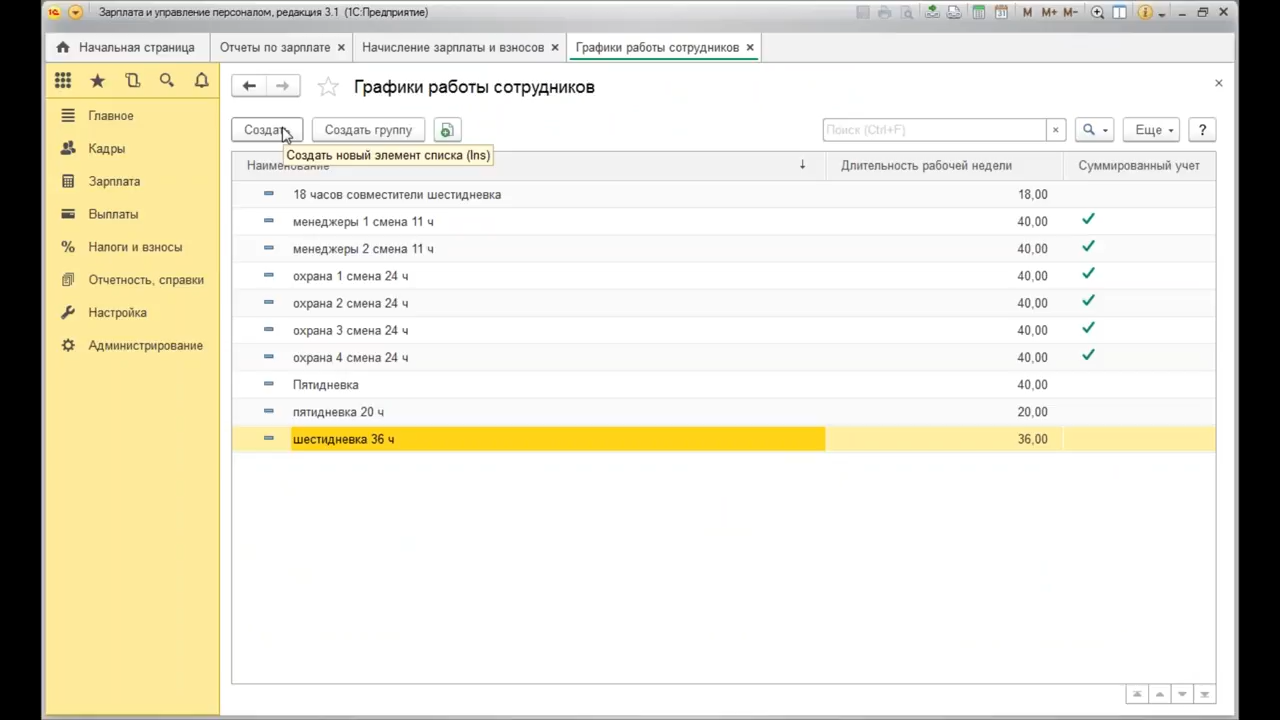 Зарплата и управление персоналом, редакция 3.1 (1С:Предприятие)
M M+ M-
Начальная страница
Отчеты по зарплате
Начисление зарплаты и взносов
Графики работы сотрудников
Графики работы сотрудников
Главное
Кадры
Зарплата
Выплаты
Налоги и взносы
Отчетность, справки
Настройка
Администрирование
Создать
Создать группу
Поиск (Ctrl+F)
Еще
?
Создать новый элемент списка (Ins)
Наименование
Длительность рабочей недели
Суммированный учет
18 часов совместители шестидневка 18,00
менеджеры 1 смена 11 ч 40,00
менеджеры 2 смена 11 ч 40,00
охрана 1 смена 24 ч 40,00
охрана 2 смена 24 ч 40,00
охрана 3 смена 24 ч 40,00
охрана 4 смена 24 ч 40,00
Пятидневка 40,00
пятидневка 20 ч 20,00
шестидневка 36 ч 36,00